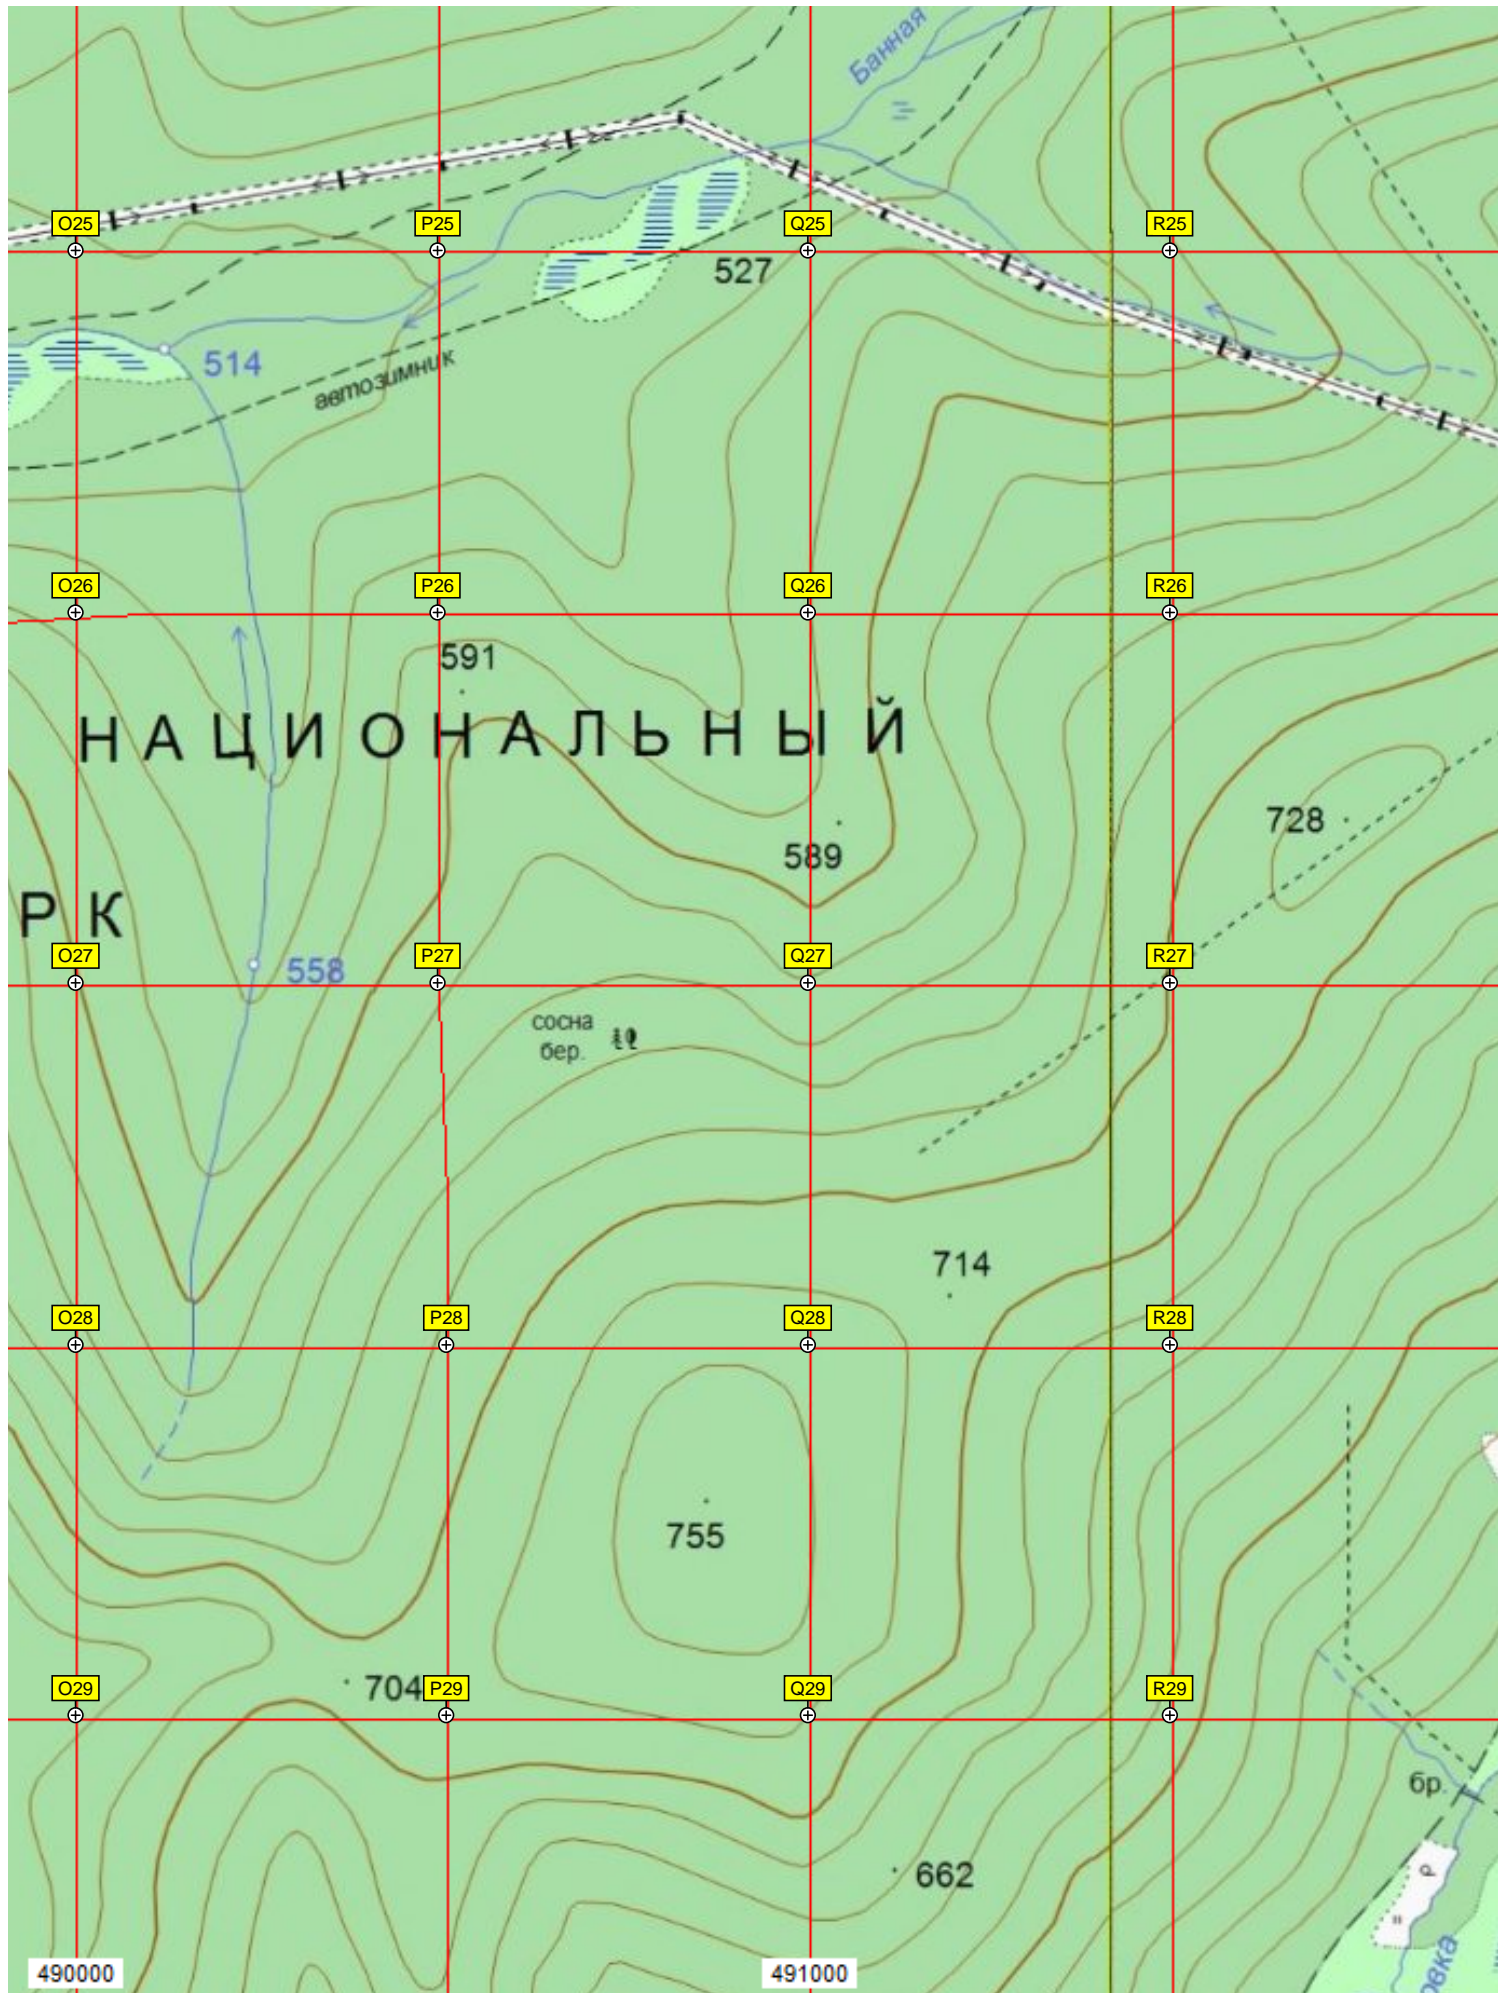 Банная
O25
P25
Q25
R25
527
514
автозимник
O26
P26
Q26
R26
591
НАЦИОНАЛЬНЫЙ
728
589
РК
O27
P27
Q27
R27
558
сосна
бер.
714
O28
P28
Q28
R28
755
704
O29
P29
Q29
R29
бр.
662
р
овка
490000
491000